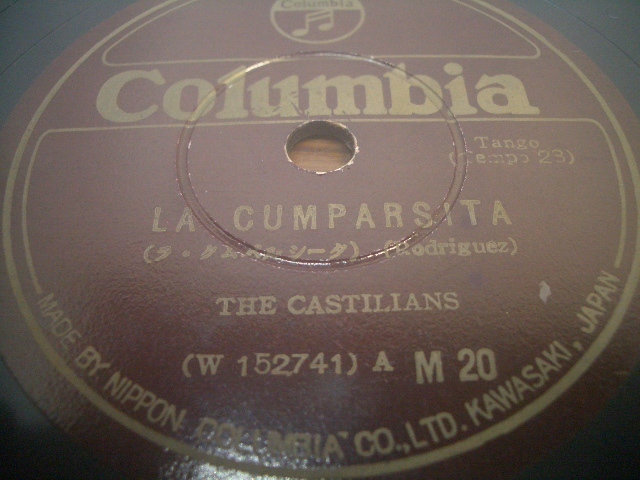 Columbia
Columbia
Tango
(Tempo 23)
LA CUMPARSITA
(Rodriguez)
THE CASTILIANS
(W 152741) A M 20
MADE BY NIPPON COLUMBIA CO., LTD. KAWASAKI, JAPAN